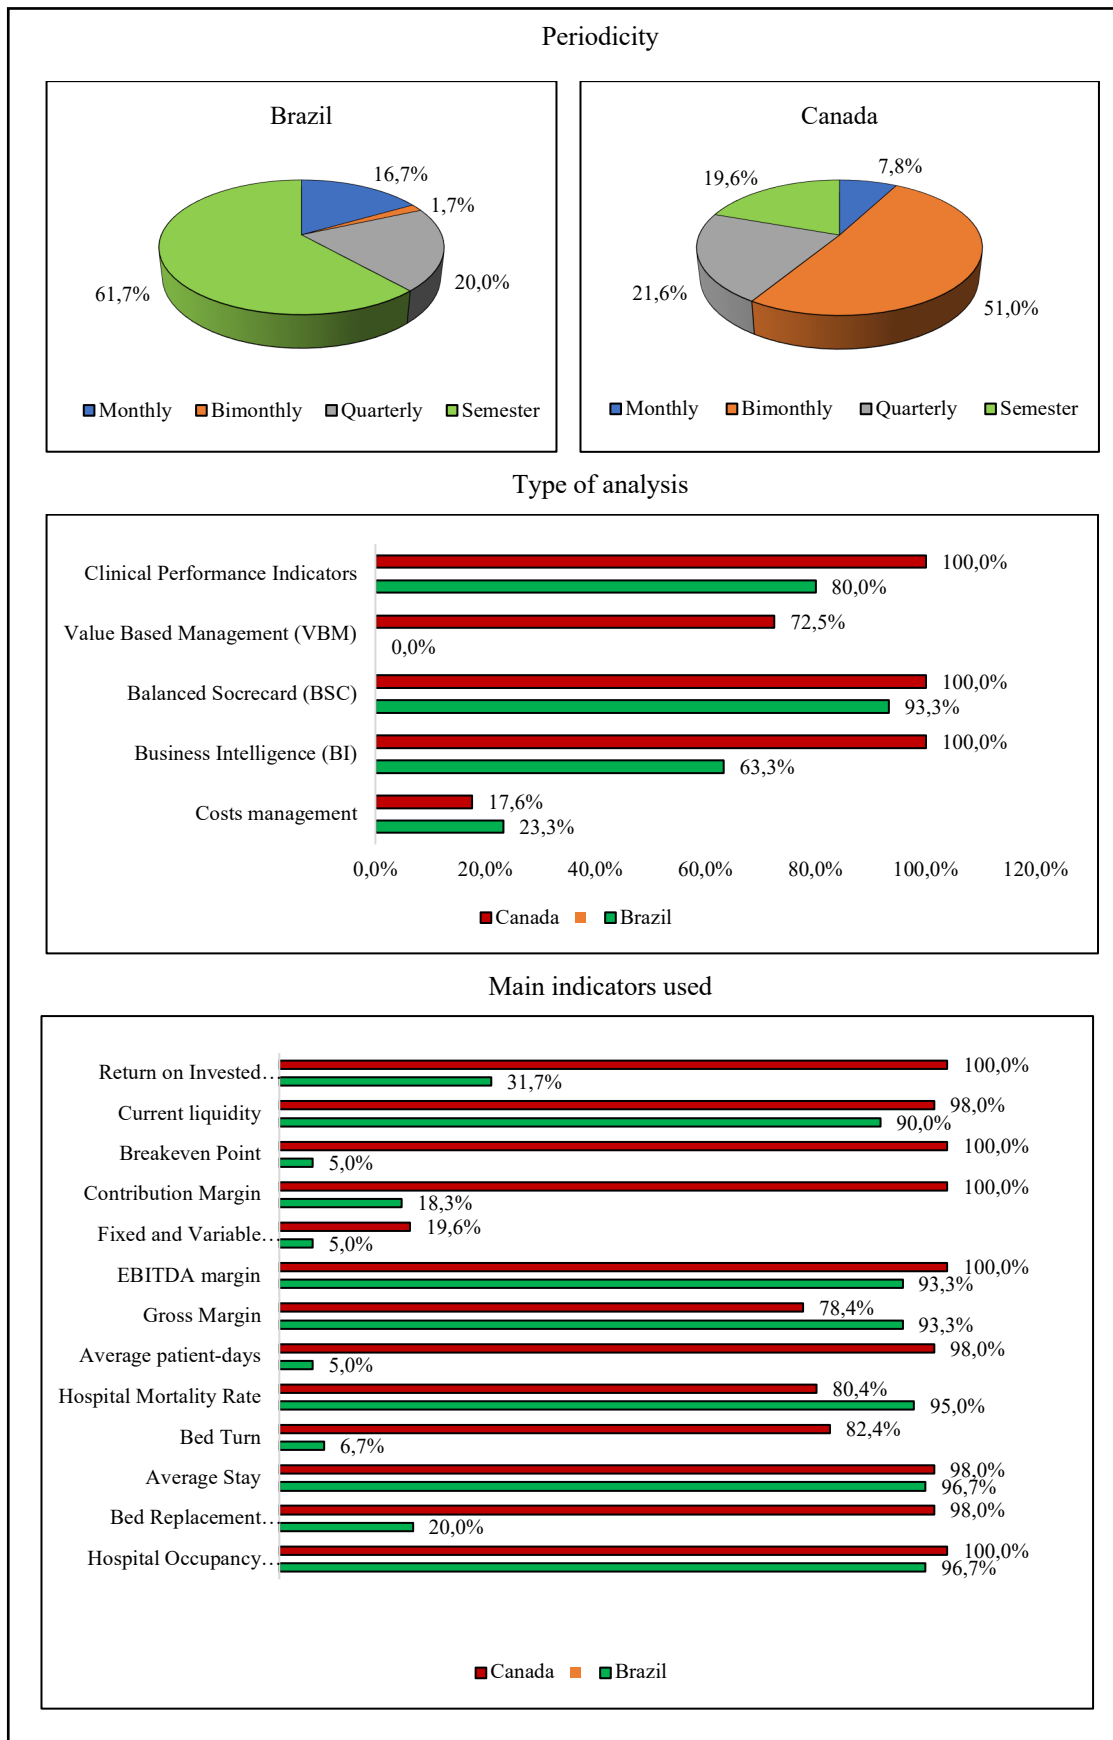 Periodicity
Brazil
16,7%
1,7%
20,0%
61,7%
Monthly Bimonthly Quarterly Semester
Canada
7,8%
19,6%
21,6%
51,0%
Monthly Bimonthly Quarterly Semester
Type of analysis
Clinical Performance Indicators
100,0%
80,0%
Value Based Management (VBM)
72,5%
0,0%
Balanced Socrecard (BSC)
100,0%
93,3%
Business Intelligence (BI)
100,0%
63,3%
Costs management
17,6%
23,3%
0,0% 20,0% 40,0% 60,0% 80,0% 100,0% 120,0%
Canada Brazil
Main indicators used
Return on Invested…
100,0%
31,7%
Current liquidity
98,0%
90,0%
Breakeven Point
100,0%
5,0%
Contribution Margin
100,0%
18,3%
Fixed and Variable…
19,6%
5,0%
EBITDA margin
100,0%
93,3%
Gross Margin
78,4%
93,3%
Average patient-days
98,0%
5,0%
Hospital Mortality Rate
80,4%
95,0%
Bed Turn
82,4%
6,7%
Average Stay
98,0%
96,7%
Bed Replacement…
98,0%
20,0%
Hospital Occupancy…
100,0%
96,7%
Canada Brazil